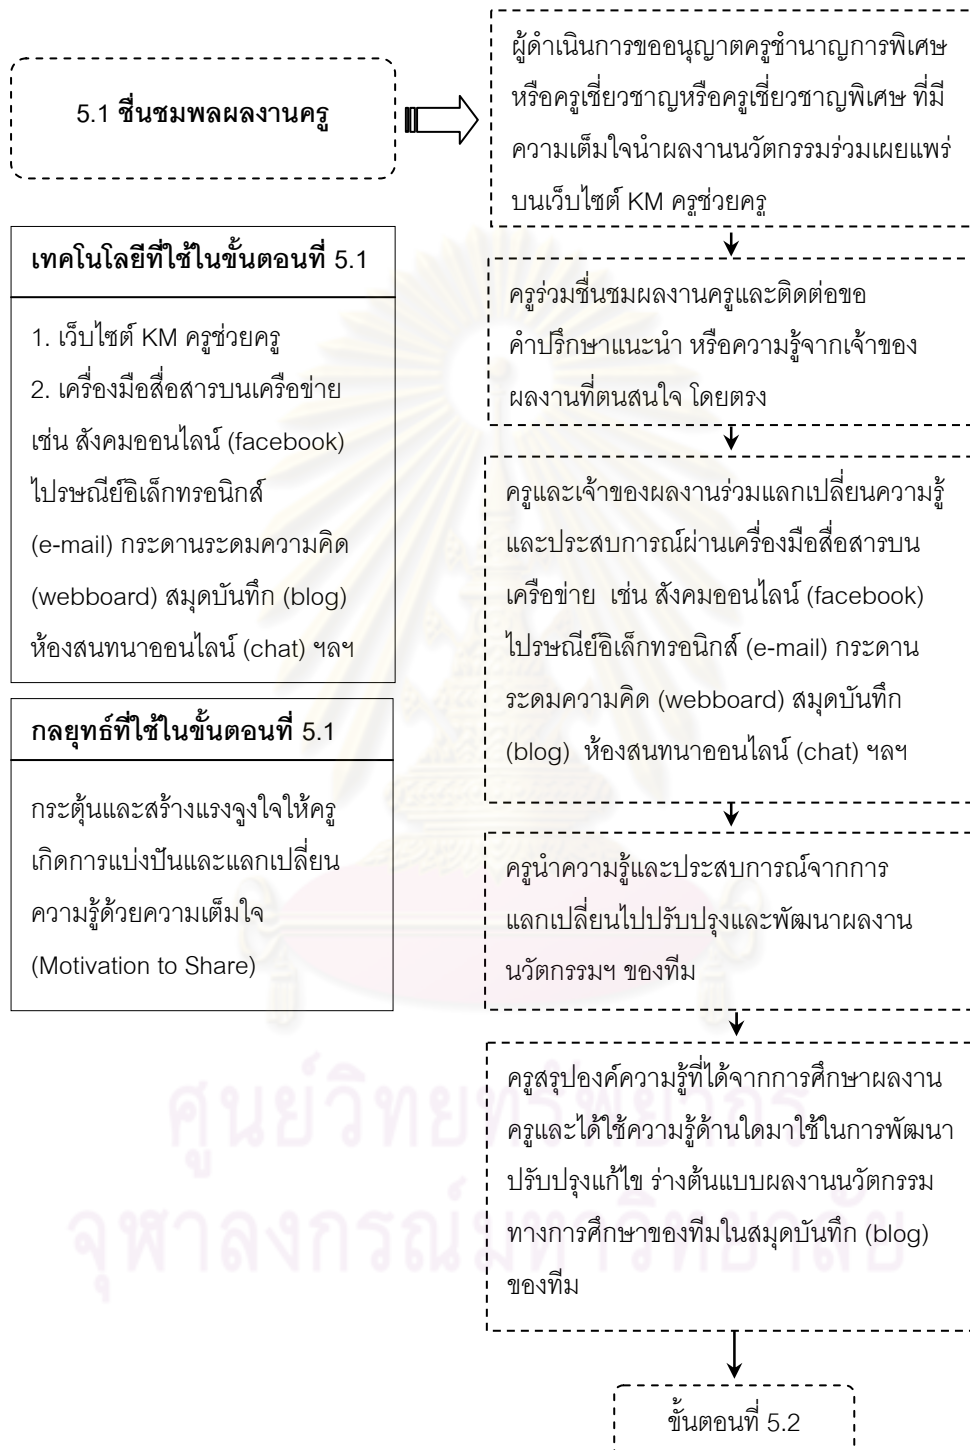 5.1 ชื่นชมพลผลงานครู
ผู้ดำเนินการขออนุญาตครูชำนาญการพิเศษ
หรือครูเชี่ยวชาญหรือครูเชี่ยวชาญพิเศษ ที่มี
ความเต็มใจนำผลงานนวัตกรรมร่วมเผยแพร่
บนเว็บไซต์ KM ครูช่วยครู
เทคโนโลยีที่ใช้ในขั้นตอนที่ 5.1
1. เว็บไซต์ KM ครูช่วยครู
2. เครื่องมือสื่อสารบนเครือข่าย
เช่น สังคมออนไลน์ (facebook)
ไปรษณีย์อิเล็กทรอนิกส์
(e-mail) กระดานระดมความคิด
(webboard) สมุดบันทึก (blog)
ห้องสนทนาออนไลน์ (chat) ฯลฯ
กลยุทธ์ที่ใช้ในขั้นตอนที่ 5.1
กระตุ้นและสร้างแรงจูงใจให้ครู
เกิดการแบ่งปันและแลกเปลี่ยน
ความรู้ด้วยความเต็มใจ
(Motivation to Share)
ครูร่วมชื่นชมผลงานครูและติดต่อขอ
คำปรึกษาแนะนำ หรือความรู้จากเจ้าของ
ผลงานที่ตนสนใจ โดยตรง
ครูและเจ้าของผลงานร่วมแลกเปลี่ยนความรู้
และประสบการณ์ผ่านเครื่องมือสื่อสารบน
เครือข่าย เช่น สังคมออนไลน์ (facebook)
ไปรษณีย์อิเล็กทรอนิกส์ (e-mail) กระดาน
ระดมความคิด (webboard) สมุดบันทึก
(blog) ห้องสนทนาออนไลน์ (chat) ฯลฯ
ครูนำความรู้และประสบการณ์จากการ
แลกเปลี่ยนไปปรับปรุงและพัฒนาผลงาน
นวัตกรรมฯ ของทีม
ครูสรุปองค์ความรู้ที่ได้จากการศึกษาผลงาน
ครูและได้ใช้ความรู้ด้านใดมาใช้ในการพัฒนา
ปรับปรุงแก้ไข ร่างต้นแบบผลงานนวัตกรรม
ทางการศึกษาของทีมในสมุดบันทึก (blog)
ของทีม
ขั้นตอนที่ 5.2
ศูนย์วิทยทรัพยากร
จุฬาลงกรณ์มหาวิทยาลัย